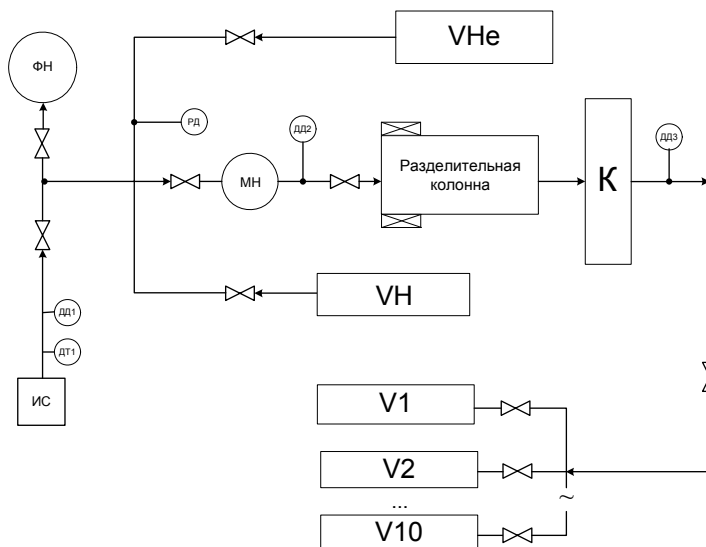 VHe
ФН
РД
ДД2
ДД3
МН
Разделительная
колонна
К
VH
ДД1
ДТ1
ИС
V1
V2
...
~
V10